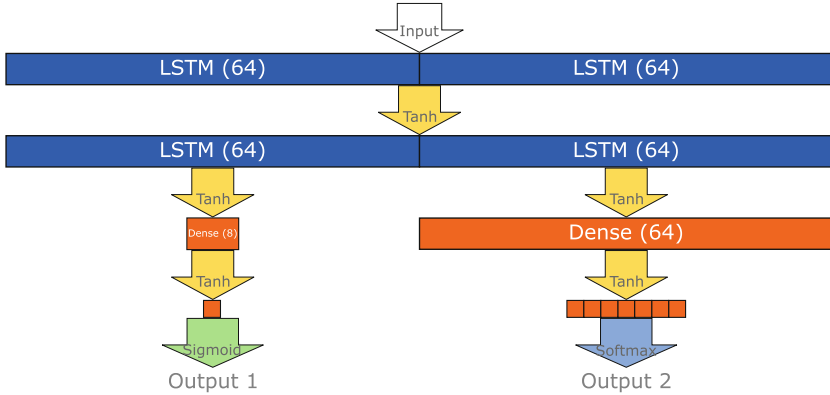 Input
LSTM (64) LSTM (64)
Tanh
LSTM (64) LSTM (64)
Tanh Tanh
Dense (8) Dense (64)
Tanh Tanh
Sigmoid Softmax
Output 1 Output 2